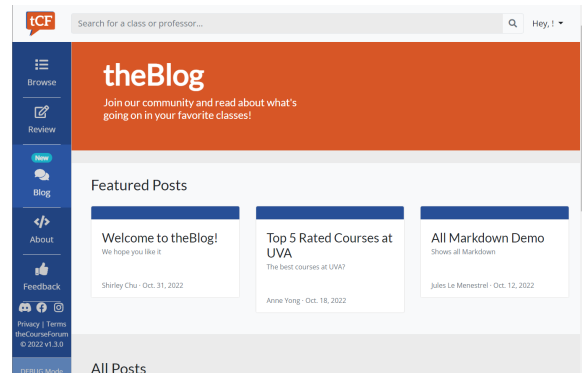 tCF
Search for a class or professor...
Hey, !
Browse
Review
New
Blog
About
Feedback
Privacy | Terms
theCourseForum
© 2022 v1.3.0
DEBUG Mode
theBlog
Join our community and read about what's
going on in your favorite classes!
Featured Posts
Welcome to theBlog!
We hope you like it
Shirley Chu - Oct. 31, 2022
Top 5 Rated Courses at
UVA
The best courses at UVA?
Anne Yong - Oct. 18, 2022
All Markdown Demo
Shows all Markdown
Jules Le Menestrel - Oct. 12, 2022
All Posts